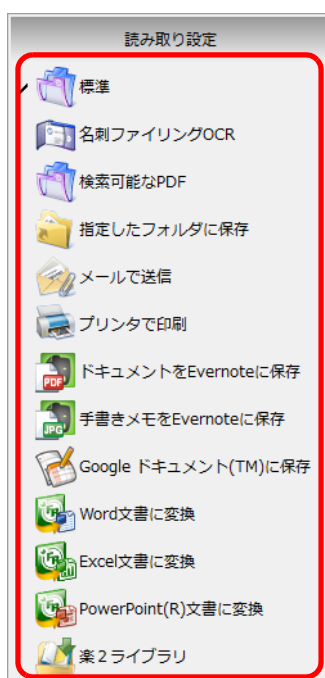 読み取り設定
標準
名刺ファイリングOCR
検索可能なPDF
指定したフォルダに保存
メールで送信
プリンタで印刷
ドキュメントをEvernoteに保存
PDF
手書きメモをEvernoteに保存
JPG
Google ドキュメント(TM)に保存
Word文書に変換
Excel文書に変換
PowerPoint(R)文書に変換
楽２ライブラリ